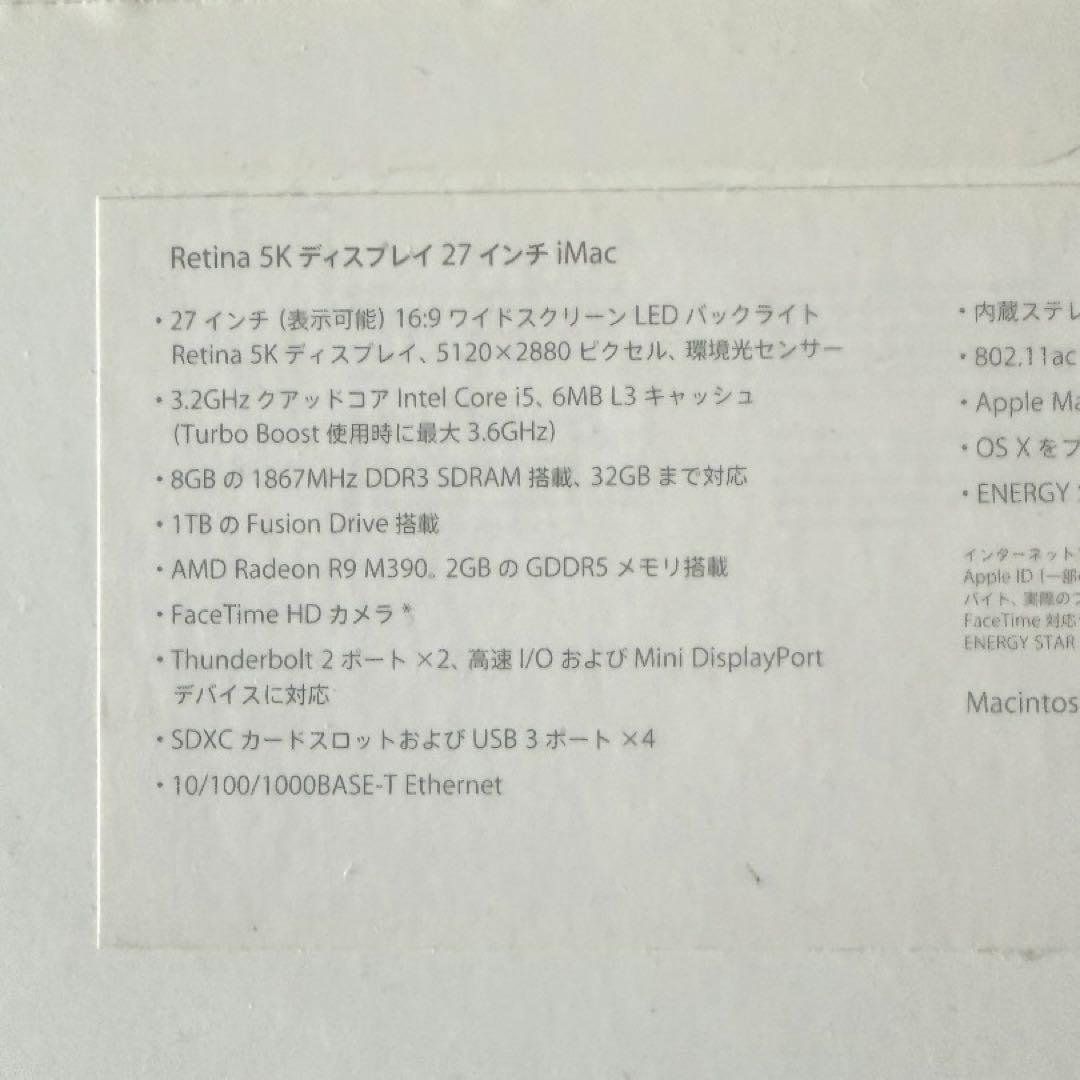 Retina 5K ディスプレイ 27 インチ iMac
・27 インチ (表示可能) 16:9 ワイドスクリーン LED バックライト
Retina 5K ディスプレイ、5120×2880 ピクセル、環境光センサー
・3.2GHz クアッドコア Intel Core i5、6MB L3 キャッシュ
(Turbo Boost 使用時に最大 3.6GHz)
・8GB の 1867MHz DDR3 SDRAM 搭載、32GB まで対応
・1TB の Fusion Drive 搭載
・AMD Radeon R9 M390。2GB の GDDR5 メモリ搭載
・FaceTime HD カメラ*
・Thunderbolt 2 ポート ×2、高速 I/O および Mini DisplayPort
デバイスに対応
・SDXC カードスロットおよび USB 3 ポート ×4
・10/100/1000BASE-T Ethernet
・内蔵ステレ
・802.11ac
・Apple Ma
・OS X をプ
・ENERGY
インターネット
Apple ID (一部
バイト、実際の
FaceTime 対応
ENERGY STAR
Macintos